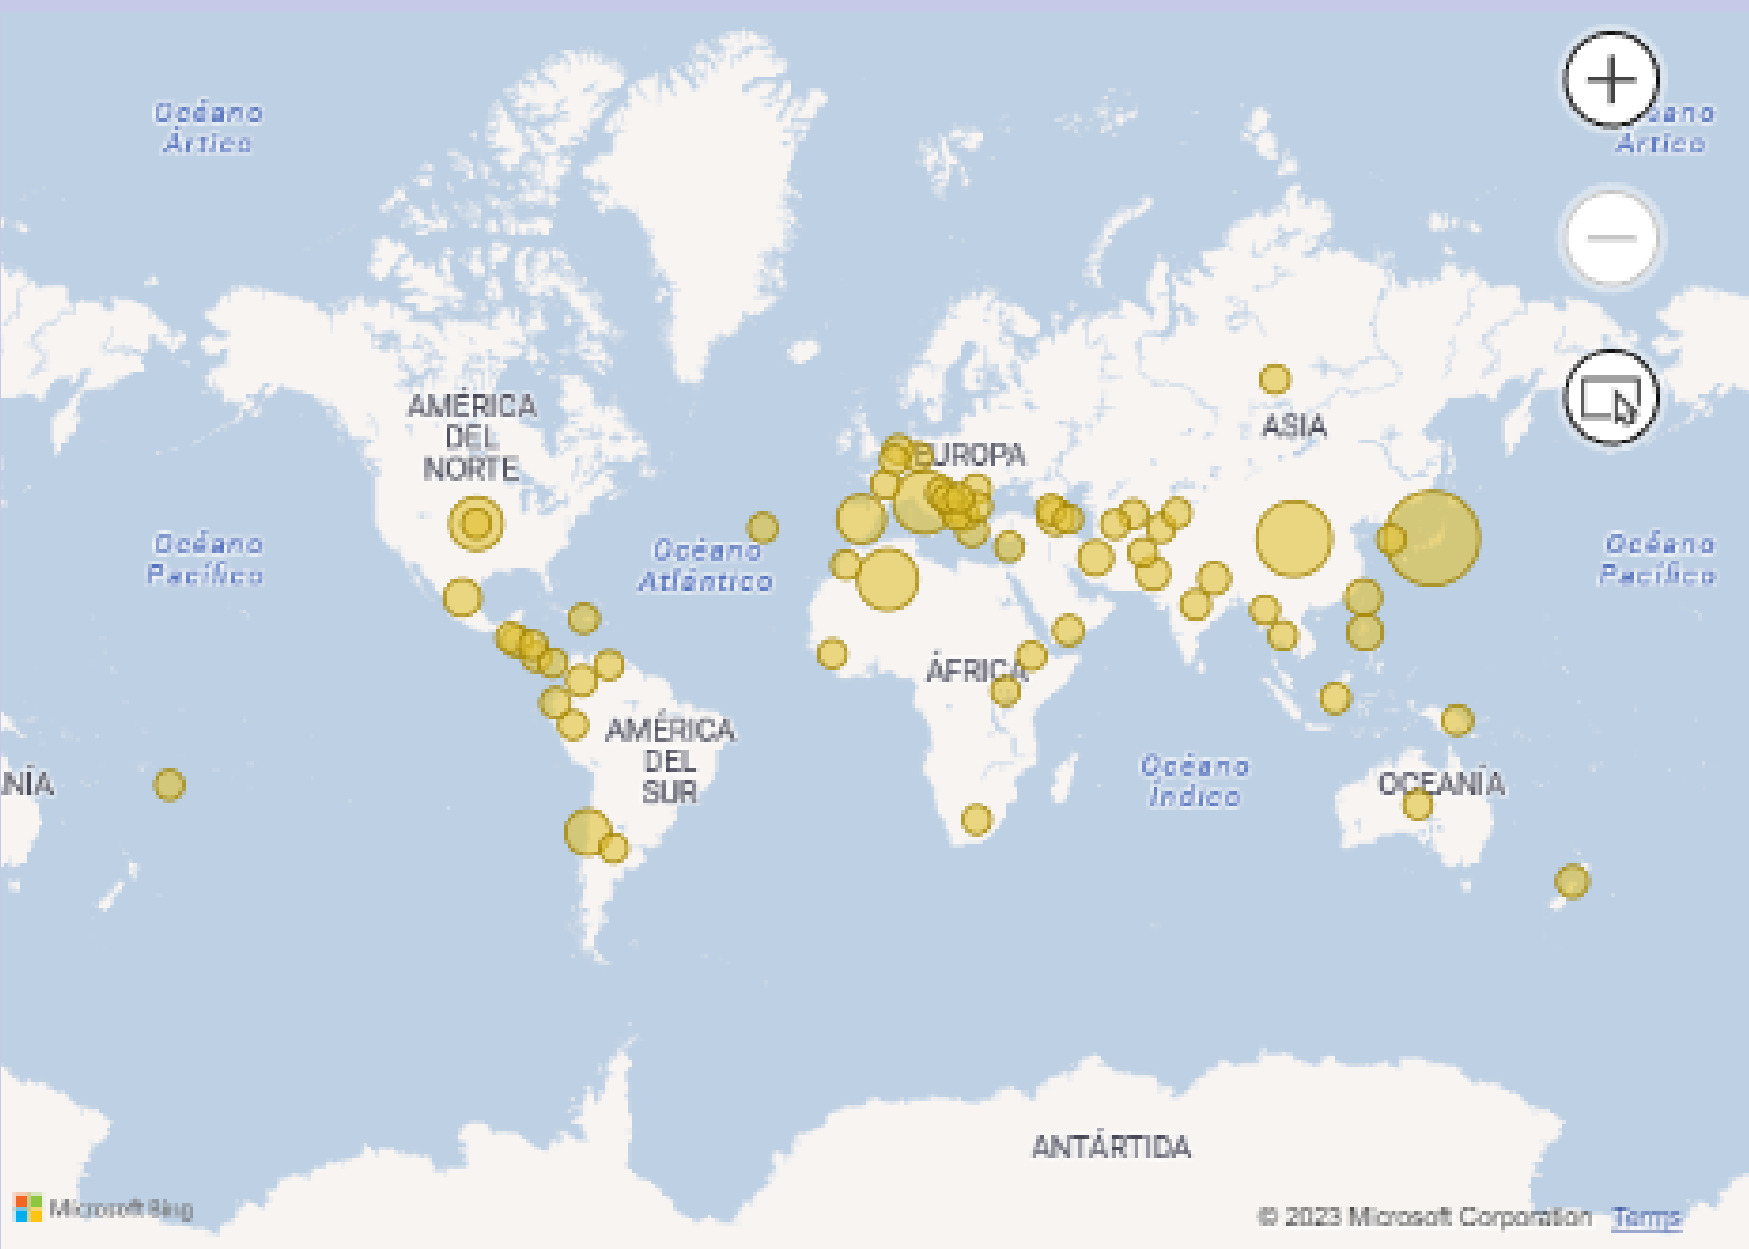 Océano
Ártico
AMÉRICA
DEL
NORTE
EUROPA
ASIA
Océano
Pacífico
Océano
Atlántico
Océano
Pacífico
ÁFRICA
AMÉRICA
DEL
SUR
Océano
Índico
OCEANÍA
NÍA
ANTÁRTIDA
Microsoft Bing
© 2023 Microsoft Corporation Terms
Ártico